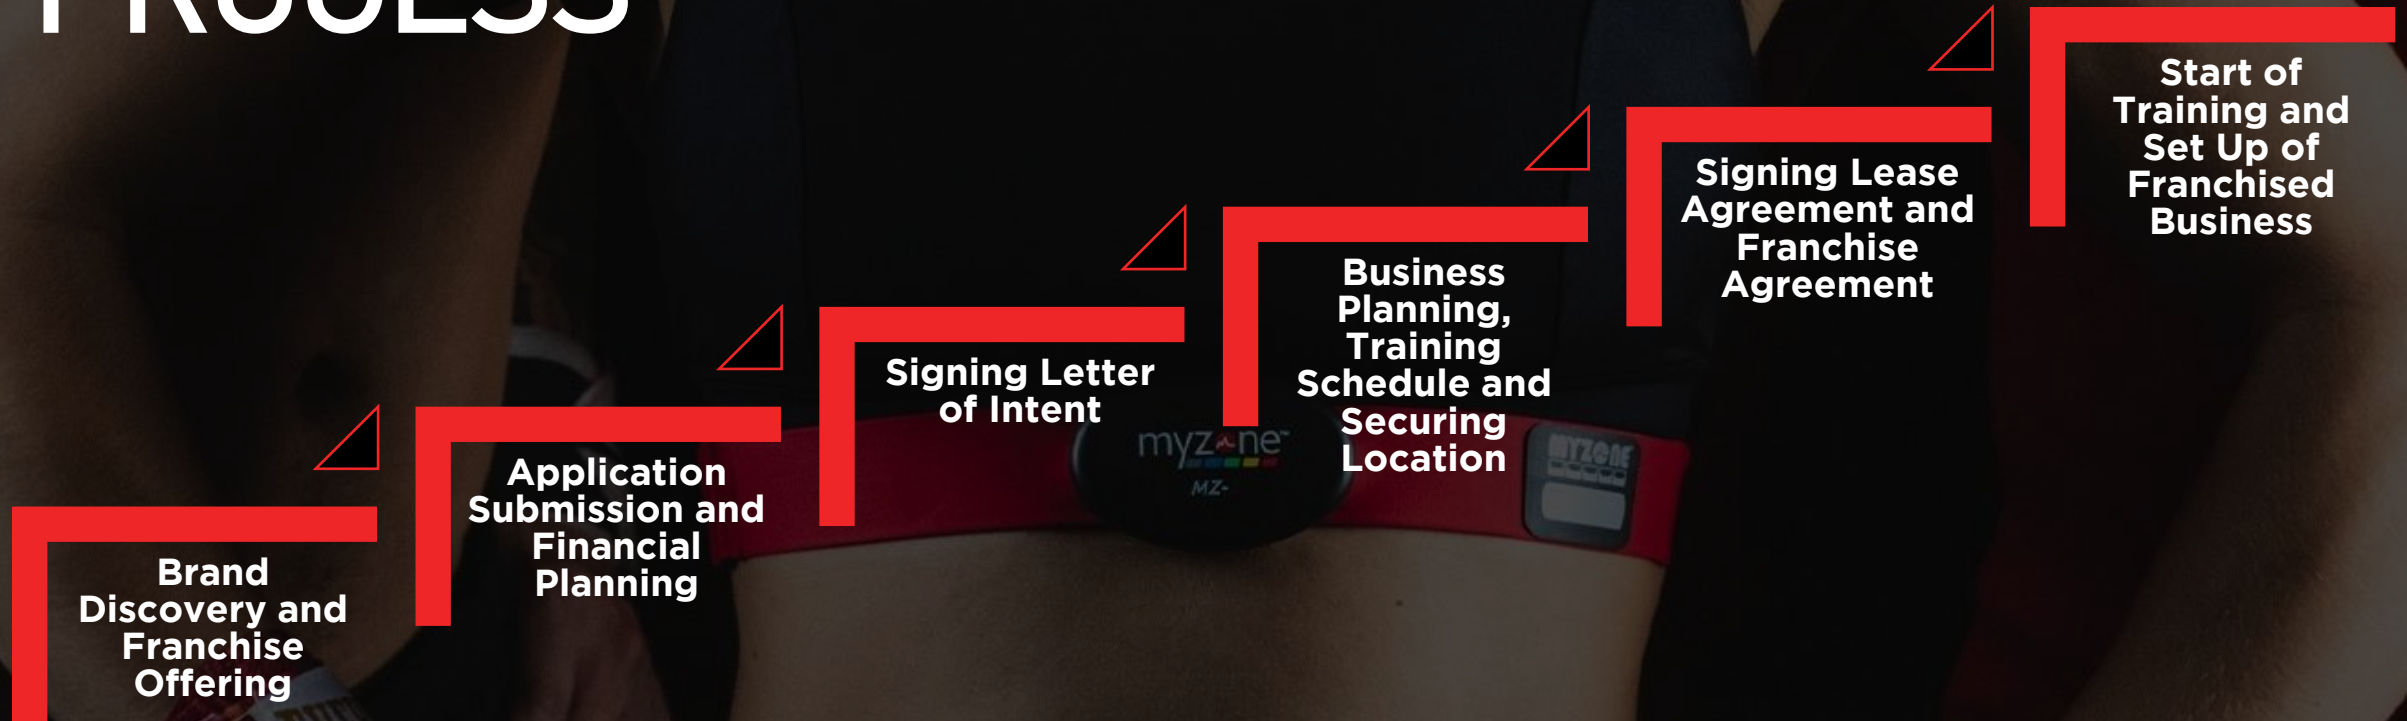 PROCESS
Brand
Discovery and
Franchise
Offering
Application
Submission and
Financial
Planning
Signing Letter
of Intent
Business
Planning,
Training
Schedule and
Securing
Location
Signing Lease
Agreement and
Franchise
Agreement
Start of
Training and
Set Up of
Franchised
Business
myzone
MZ-
MYZONE